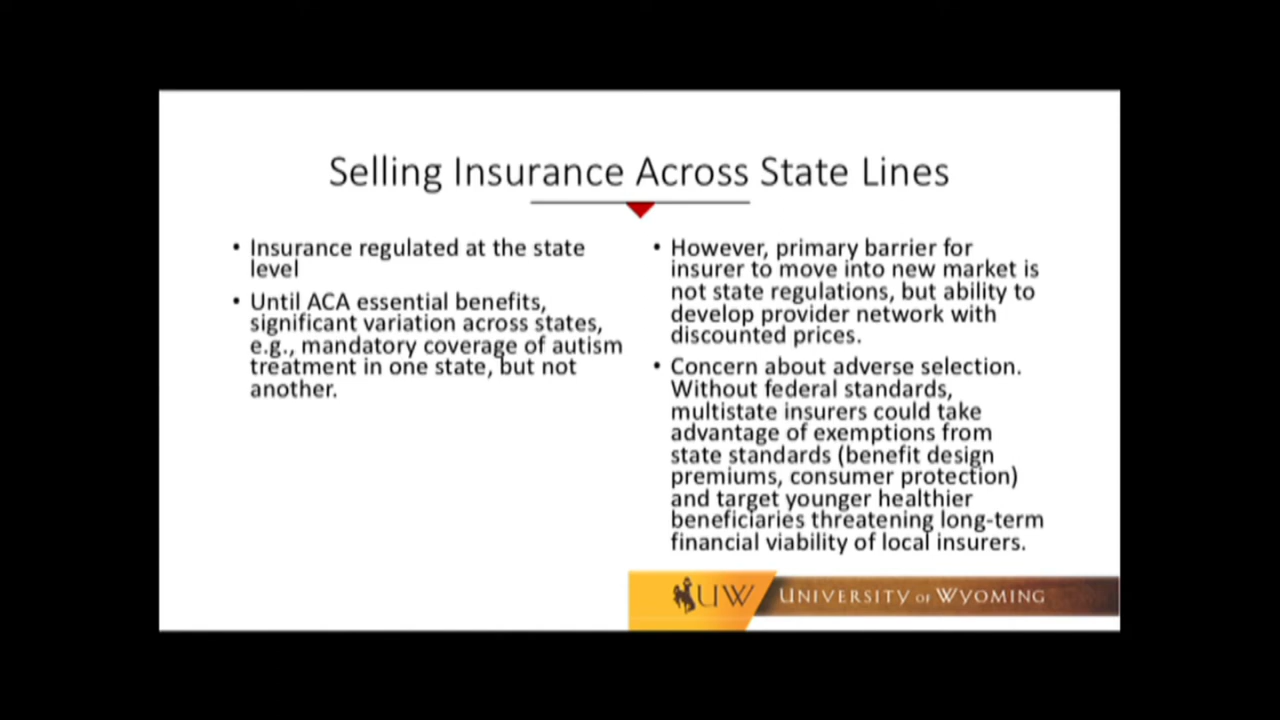 Selling Insurance Across State Lines
• Insurance regulated at the state
level
• Until ACA essential benefits,
significant variation across states,
e.g., mandatory coverage of autism
treatment in one state, but not
another.
• However, primary barrier for
insurer to move into new market is
not state regulations, but ability to
develop provider network with
discounted prices.
• Concern about adverse selection.
Without federal standards,
multistate insurers could take
advantage of exemptions from
state standards (benefit design
premiums, consumer protection)
and target younger healthier
beneficiaries threatening long-term
financial viability of local insurers.
UW UNIVERSITY OF WYOMING